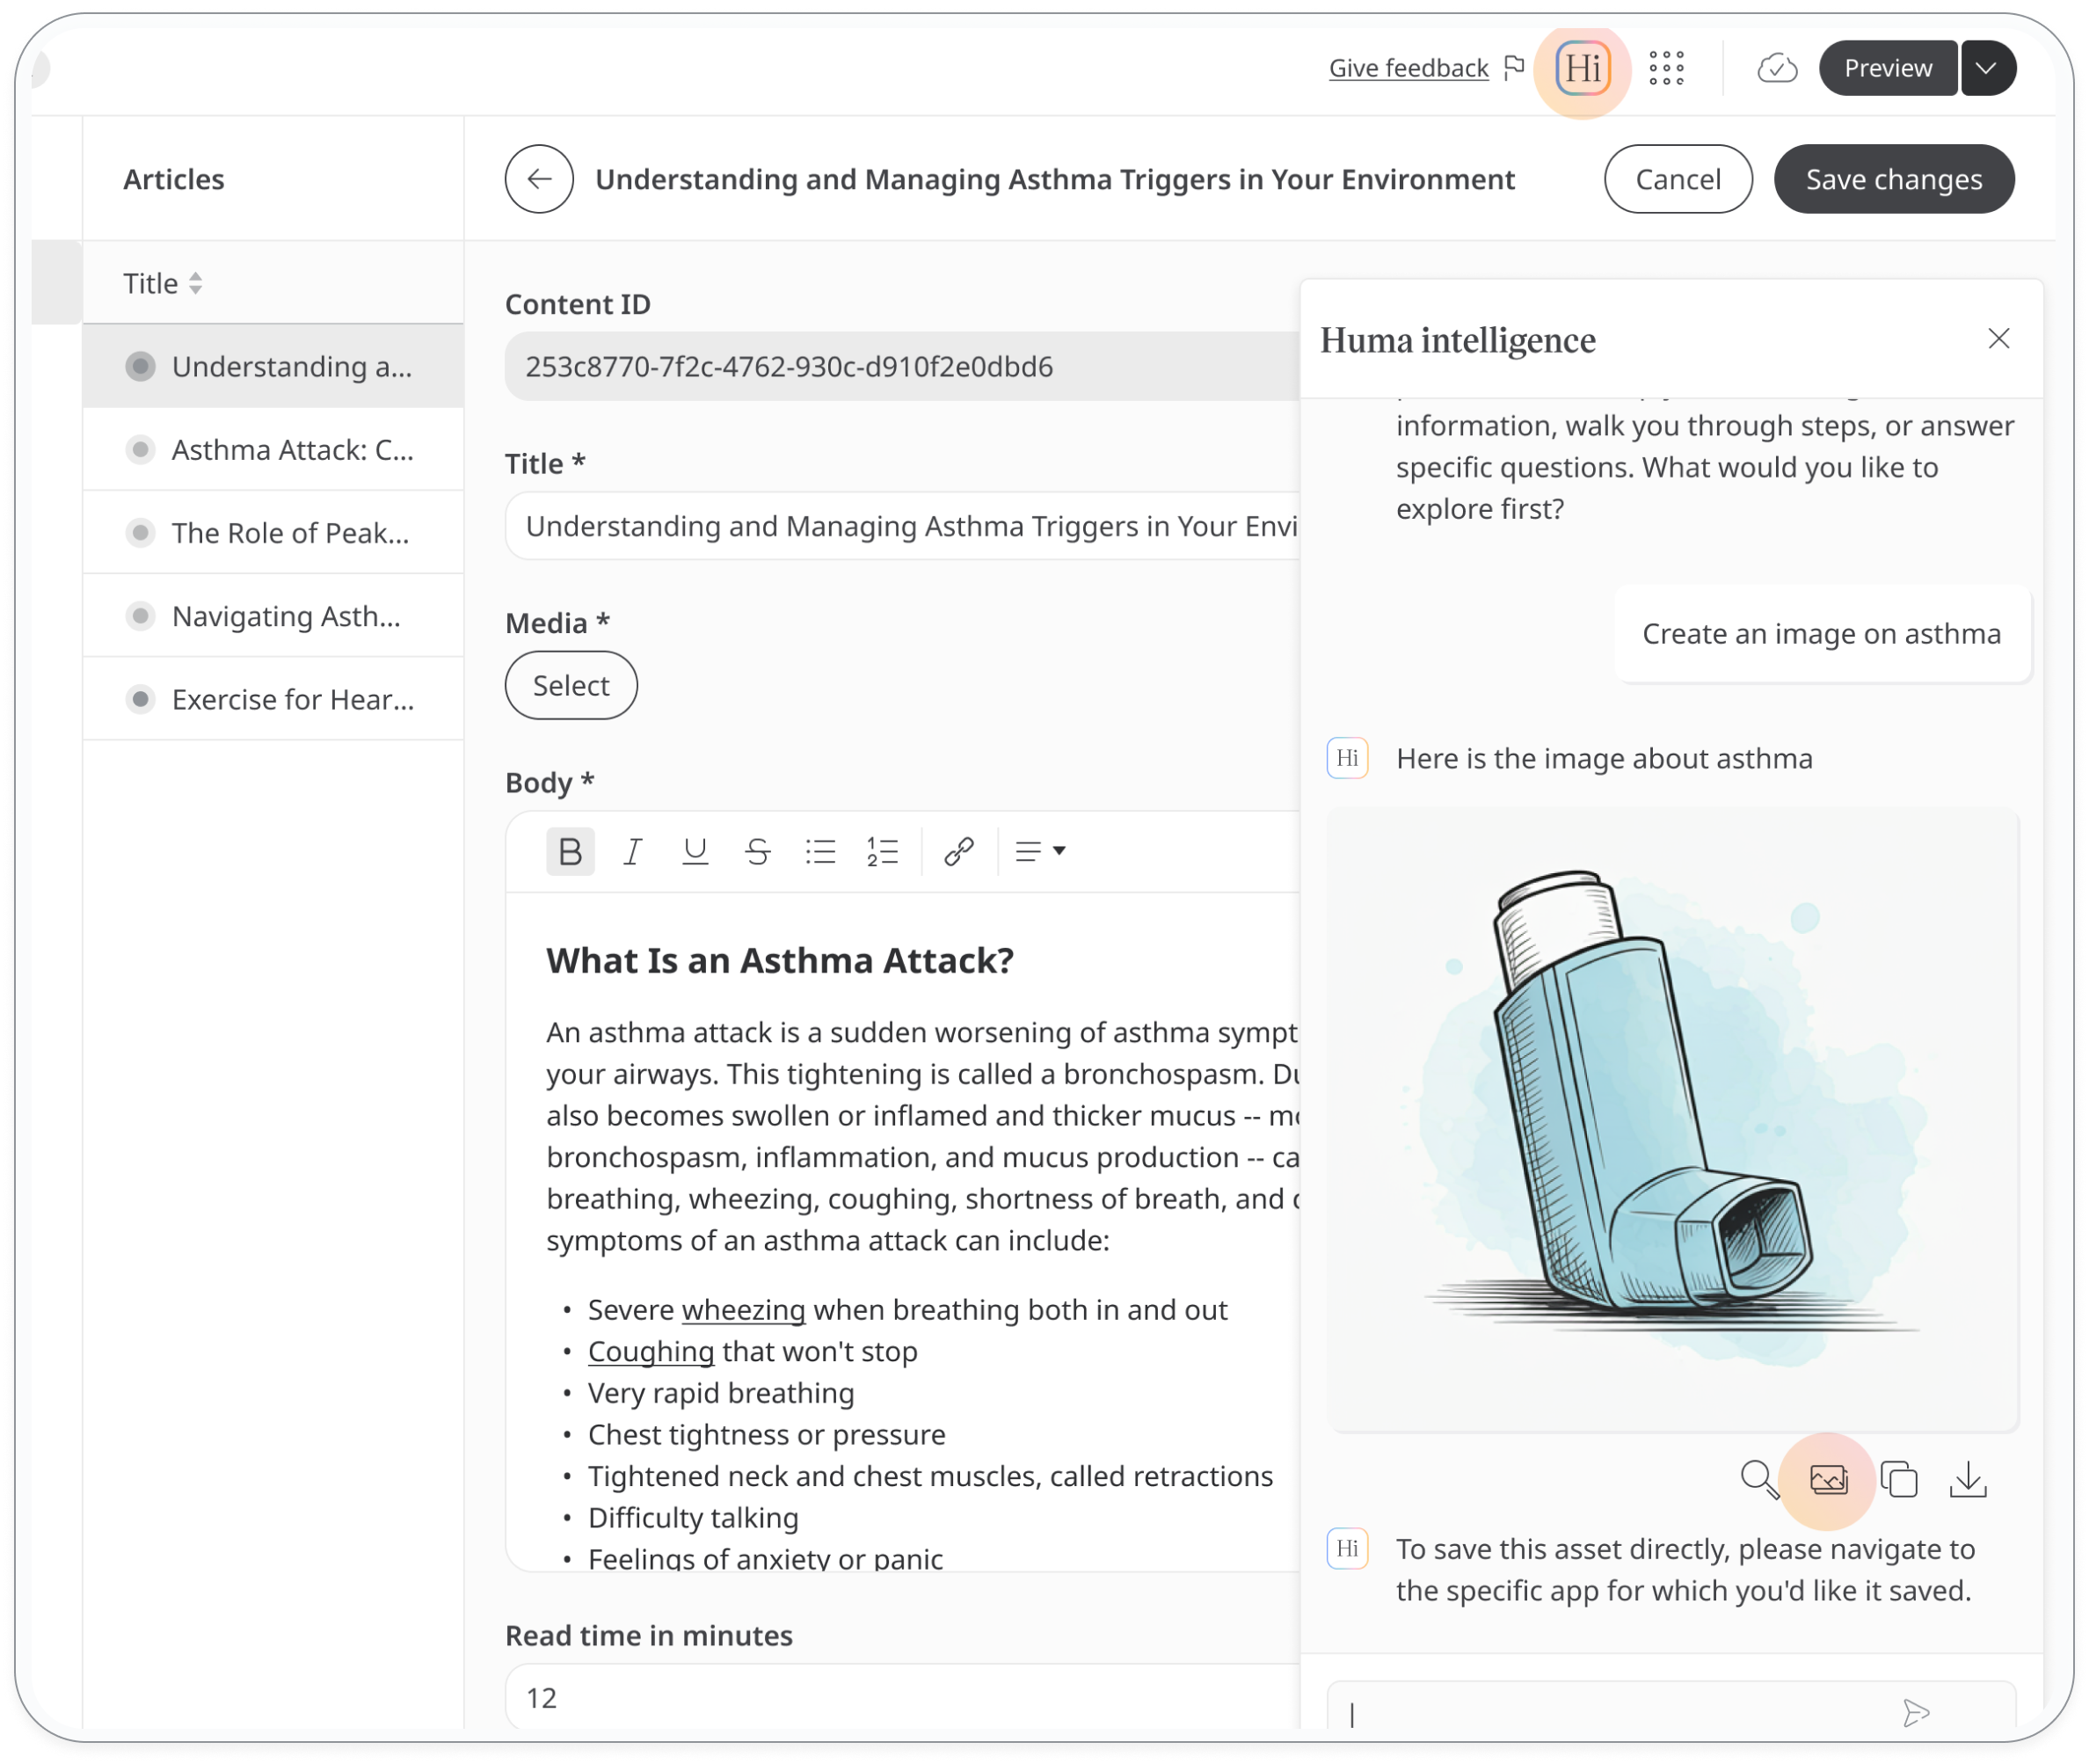 Give feedback
Hi
Preview
Articles
Understanding and Managing Asthma Triggers in Your Environment
Cancel
Save changes
Title
Understanding a...
Asthma Attack: C...
The Role of Peak...
Navigating Asth...
Exercise for Hear...
Content ID
253c8770-7f2c-4762-930c-d910f2e0dbd6
Title *
Understanding and Managing Asthma Triggers in Your Envi
Media *
Select
Body *
B I U S
What Is an Asthma Attack?
An asthma attack is a sudden worsening of asthma sympt
your airways. This tightening is called a bronchospasm. Du
also becomes swollen or inflamed and thicker mucus -- mo
bronchospasm, inflammation, and mucus production -- ca
breathing, wheezing, coughing, shortness of breath, and
symptoms of an asthma attack can include:
• Severe wheezing when breathing both in and out
• Coughing that won't stop
• Very rapid breathing
• Chest tightness or pressure
• Tightened neck and chest muscles, called retractions
• Difficulty talking
• Feelings of anxiety or panic
Read time in minutes
12
Huma intelligence
information, walk you through steps, or answer
specific questions. What would you like to
explore first?
Create an image on asthma
Hi
Here is the image about asthma
Hi
To save this asset directly, please navigate to
the specific app for which you'd like it saved.